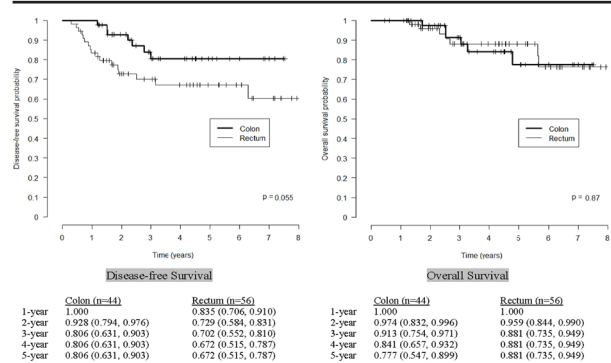 1
0.9
0.8
0.7
0.6
0.5
0.4
0.3
0.2
0.1
0
Disease-free survival probability
Colon
Rectum
p = 0.055
0 1 2 3 4 5 6 7 8
Time (years)
Disease-free Survival
Colon (n=44) Rectum (n=56)
1-year 1.000 0.835 (0.706, 0.910)
2-year 0.928 (0.794, 0.976) 0.729 (0.584, 0.831)
3-year 0.806 (0.631, 0.903) 0.702 (0.552, 0.810)
4-year 0.806 (0.631, 0.903) 0.672 (0.515, 0.787)
5-year 0.806 (0.631, 0.903) 0.672 (0.515, 0.787)
1
0.9
0.8
0.7
0.6
0.5
0.4
0.3
0.2
0.1
0
Overall survival probability
Colon
Rectum
p = 0.87
0 1 2 3 4 5 6 7 8
Time (years)
Overall Survival
Colon (n=44) Rectum (n=56)
1-year 1.000 1.000
2-year 0.974 (0.832, 0.996) 0.959 (0.844, 0.990)
3-year 0.913 (0.754, 0.971) 0.881 (0.735, 0.949)
4-year 0.841 (0.657, 0.932) 0.881 (0.735, 0.949)
5-year 0.777 (0.547, 0.899) 0.881 (0.735, 0.949)